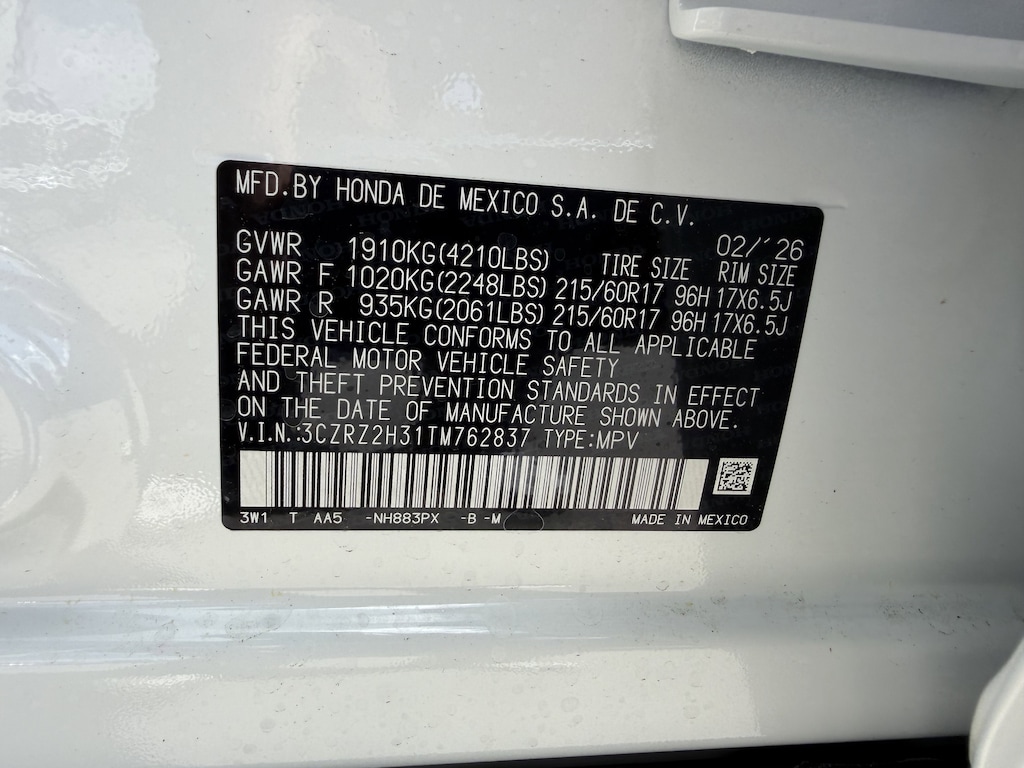 MFD.BY HONDA DE MEXICO S.A. DE C.V.
02/'26
GVWR 1910KG(4210LBS) TIRE SIZE RIM SIZE
GAWR F 1020KG(2248LBS) 215/60R17 96H 17X6.5J
GAWR R 935KG(2061LBS) 215/60R17 96H 17X6.5J
THIS VEHICLE CONFORMS TO ALL APPLICABLE
FEDERAL MOTOR VEHICLE SAFETY
AND THEFT PREVENTION STANDARDS IN EFFECT
ON THE DATE OF MANUFACTURE SHOWN ABOVE.
V.I.N.:3CZRZ2H31TM762837 TYPE:MPV
3W1 T AA5 -NH883PX -B -M MADE IN MEXICO